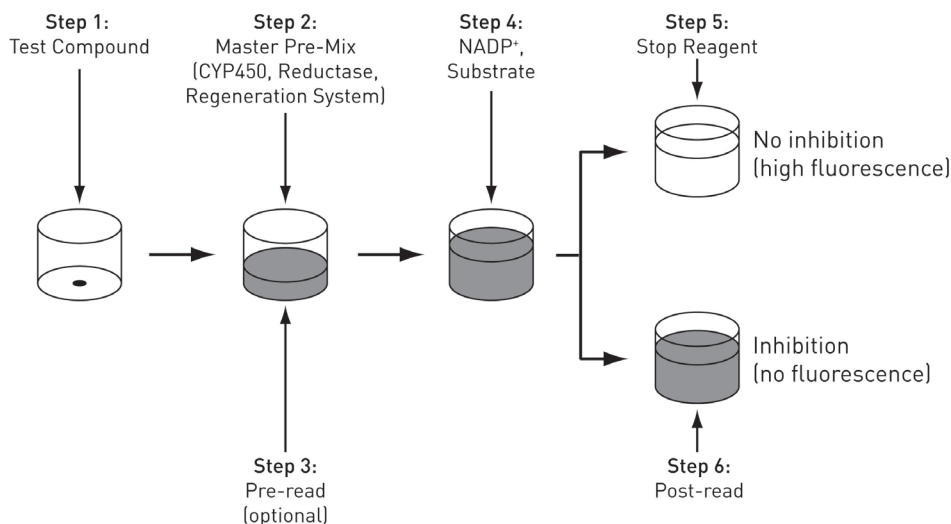 Step 1:
Test Compound
Step 2:
Master Pre-Mix
(CYP450, Reductase,
Regeneration System)
Step 4:
NADP⁺,
Substrate
Step 5:
Stop Reagent
No inhibition
(high fluorescence)
Inhibition
(no fluorescence)
Step 3:
Pre-read
(optional)
Step 6:
Post-read